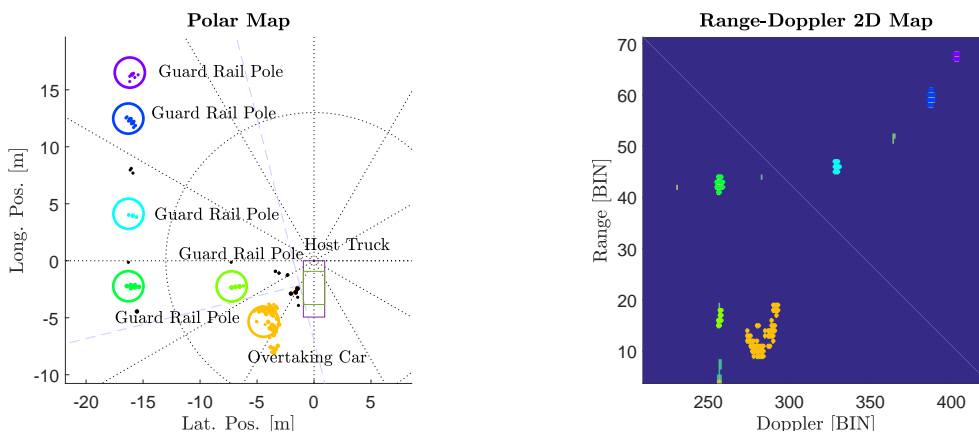 Polar Map
Long. Pos. [m]
15
10
5
0
-5
-10
Guard Rail Pole
Guard Rail Pole
Guard Rail Pole
Guard Rail Pole
Host Truck
Guard Rail Pole
Overtaking Car
-20
-15
-10
-5
0
5
Lat. Pos. [m]
Range-Doppler 2D Map
Range [BIN]
70
60
50
40
30
20
10
250
300
350
400
Doppler [BIN]